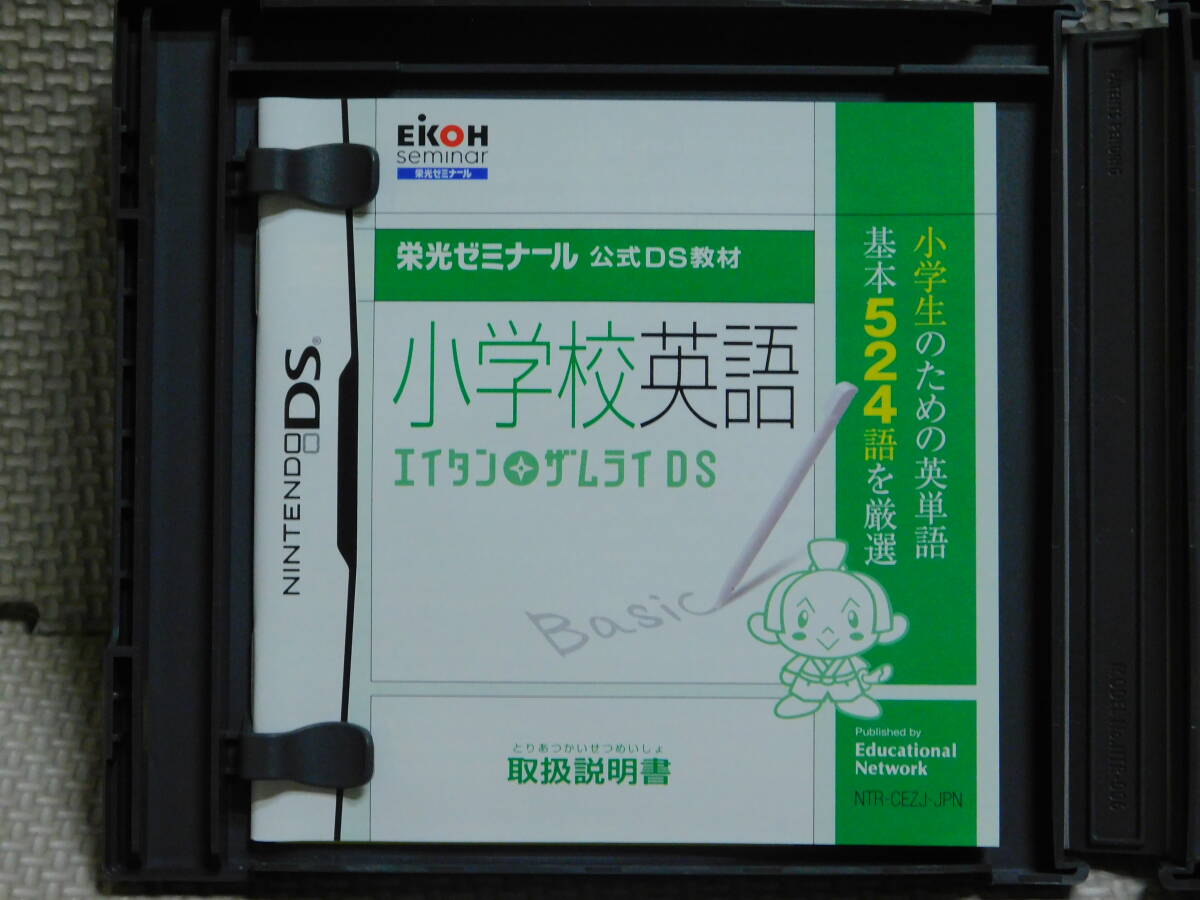 EIKOH
seminar
栄光ゼミナール
栄光ゼミナール 公式DS教材
小学校英語
エイタン ザムライDS
Basic
小学生のための英単語
基本524語を厳選
NINTENDO DS®
とりあつかいせつめいしょ
取扱説明書
Published by
Educational
Network
NTR-CEZJ-JPN
PATENTS PENDING